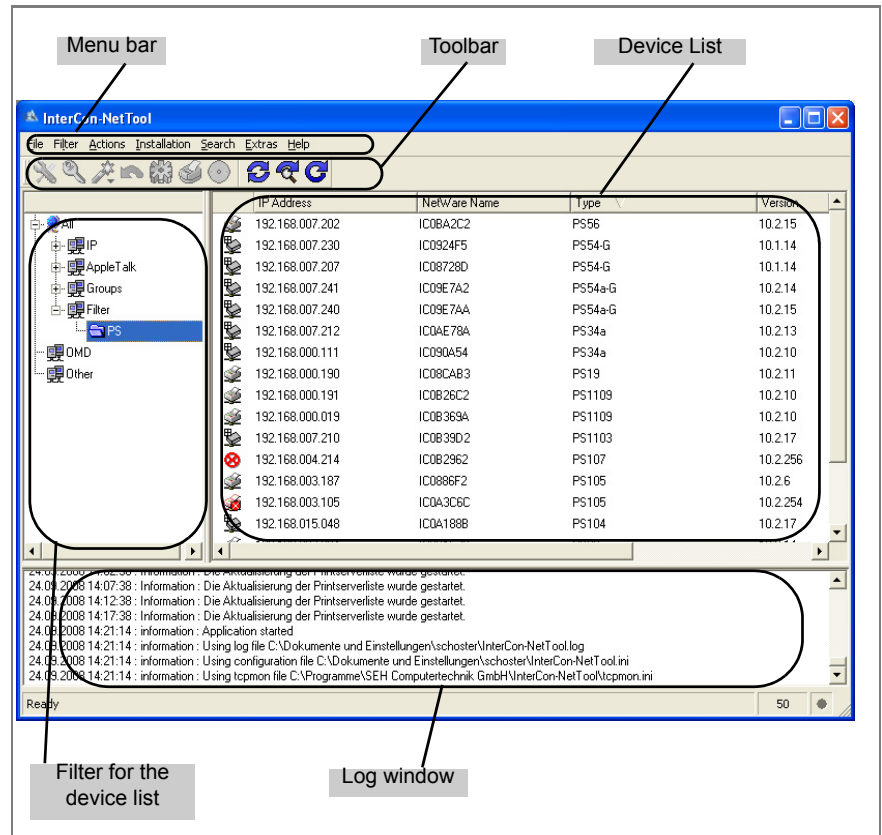 Menu bar Toolbar Device List
InterCon-NetTool
File Filter Actions Installation Search Extras Help
IP Address NetWare Name Type Version
All
IP
AppleTalk
Groups
Filter
PS
OMD
Other
192.168.007.202 IC0BA2C2 PS56 10.2.15
192.168.007.230 IC0924F5 PS54-G 10.1.14
192.168.007.207 IC08728D PS54-G 10.1.14
192.168.007.241 IC09E7A2 PS54a-G 10.2.14
192.168.007.240 IC09E7AA PS54a-G 10.2.15
192.168.007.212 IC0AE78A PS34a 10.2.13
192.168.000.111 IC090A54 PS34a 10.2.10
192.168.000.190 IC08CAB3 PS19 10.2.11
192.168.000.191 IC0B26C2 PS1109 10.2.10
192.168.000.019 IC0B369A PS1109 10.2.10
192.168.007.210 IC0B39D2 PS1103 10.2.17
192.168.004.214 IC0B2962 PS107 10.2.256
192.168.003.187 IC0886F2 PS105 10.2.6
192.168.003.105 IC0A3C6C PS105 10.2.254
192.168.015.048 IC0A188B PS104 10.2.17
: Information : Die Aktualisierung der Printserverliste wurde gestartet.
24.09.2008 14:07:38 : Information : Die Aktualisierung der Printserverliste wurde gestartet.
24.09.2008 14:12:38 : Information : Die Aktualisierung der Printserverliste wurde gestartet.
24.09.2008 14:17:38 : Information : Die Aktualisierung der Printserverliste wurde gestartet.
24.09.2008 14:21:14 : information : Application started
24.09.2008 14:21:14 : information : Using log file C:\Dokumente und Einstellungen\schoster\InterCon-NetTool.log
24.09.2008 14:21:14 : information : Using configuration file C:\Dokumente und Einstellungen\schoster\InterCon-NetTool.ini
24.09.2008 14:21:14 : information : Using tcpmon file C:\Programme\SEH Computertechnik GmbH\InterCon-NetTool\tcpmon.ini
Ready 50
Filter for the
device list
Log window